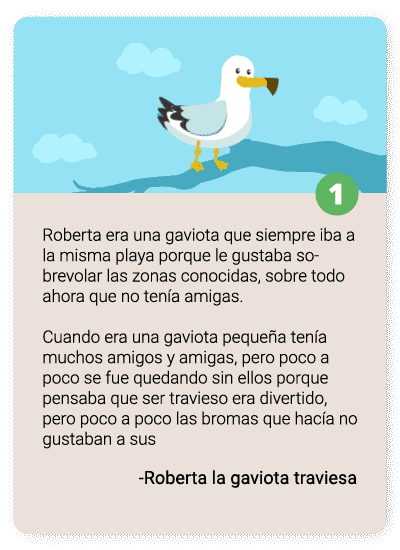 1
Roberta era una gaviota que siempre iba a
la misma playa porque le gustaba so-
brevolar las zonas conocidas, sobre todo
ahora que no tenía amigas.
Cuando era una gaviota pequeña tenía
muchos amigos y amigas, pero poco a
poco se fue quedando sin ellos porque
pensaba que ser travieso era divertido,
pero poco a poco las bromas que hacía no
gustaban a sus
-Roberta la gaviota traviesa